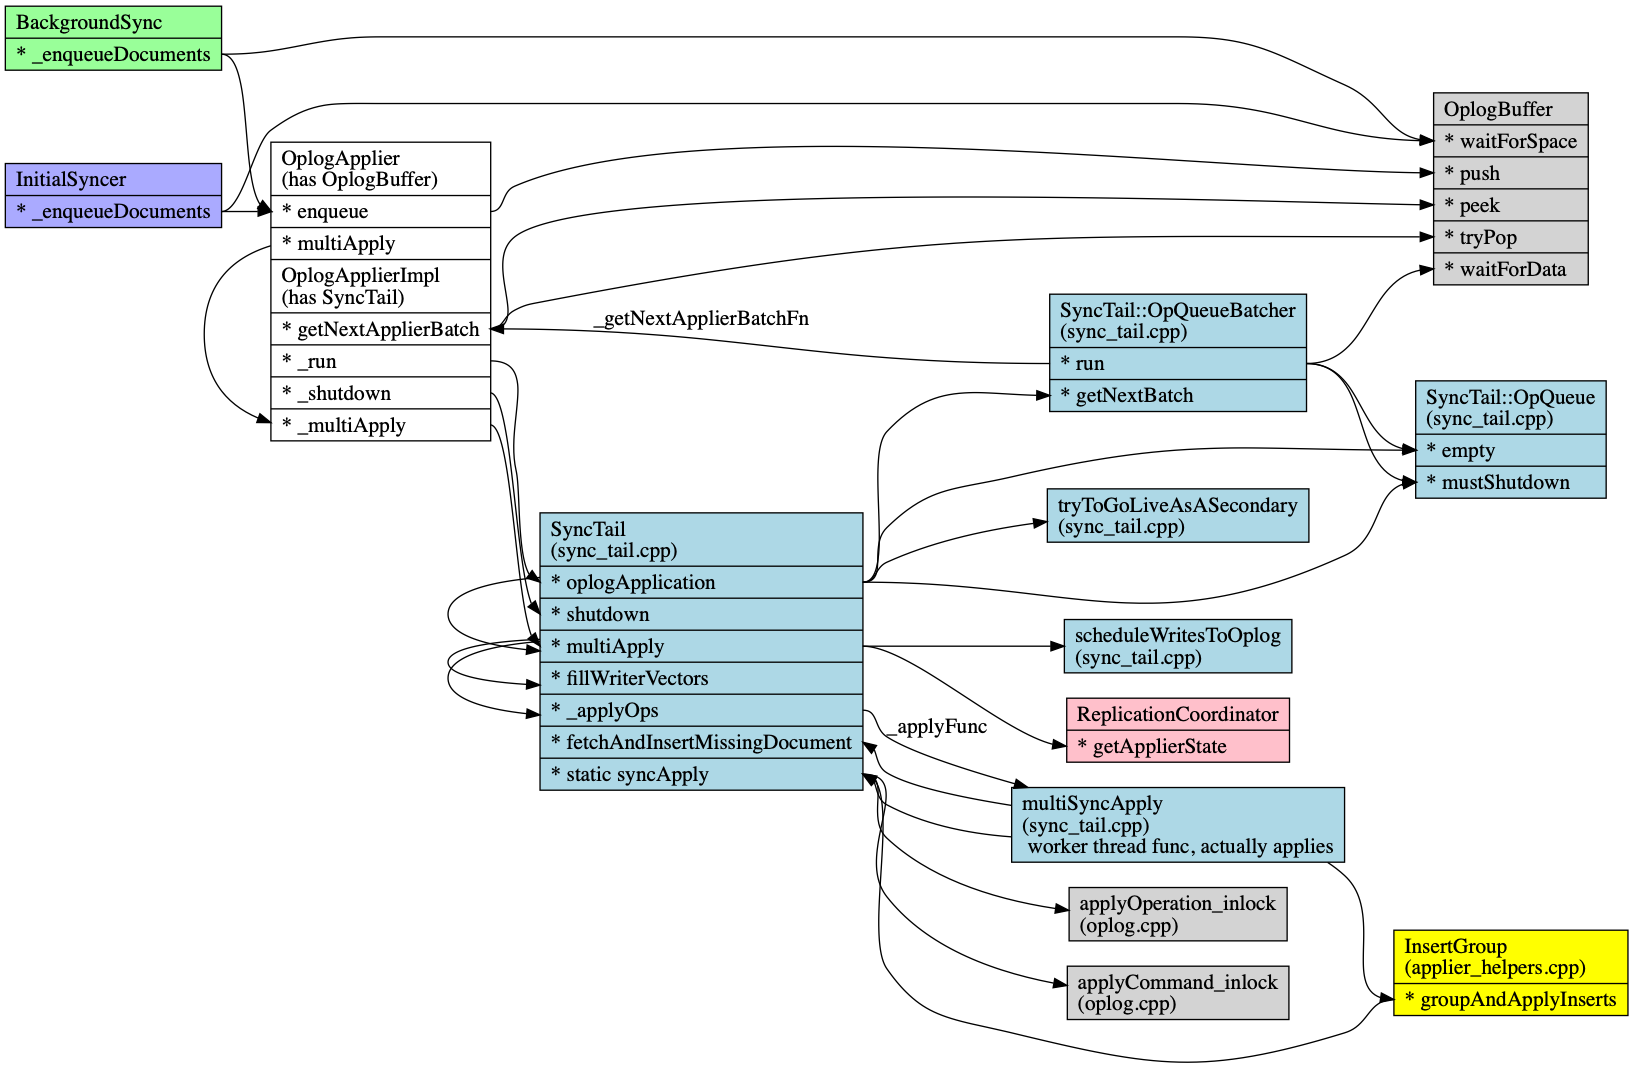 BackgroundSync
* _enqueueDocuments
InitialSyncer
* _enqueueDocuments
OplogApplier
(has OplogBuffer)
* enqueue
* multiApply
OplogApplierImpl
(has SyncTail)
* getNextApplierBatch
* _run
* _shutdown
* _multiApply
_getNextApplierBatchFn
OplogBuffer
* waitForSpace
* push
* peek
* tryPop
* waitForData
SyncTail::OpQueueBatcher
(sync_tail.cpp)
* run
* getNextBatch
SyncTail::OpQueue
(sync_tail.cpp)
* empty
* mustShutdown
tryToGoLiveAsASecondary
(sync_tail.cpp)
SyncTail
(sync_tail.cpp)
* oplogApplication
* shutdown
* multiApply
* fillWriterVectors
* _applyOps
* fetchAndInsertMissingDocument
* static syncApply
scheduleWritesToOplog
(sync_tail.cpp)
ReplicationCoordinator
* getApplierState
_applyFunc
multiSyncApply
(sync_tail.cpp)
worker thread func, actually applies
applyOperation_inlock
(oplog.cpp)
applyCommand_inlock
(oplog.cpp)
InsertGroup
(applier_helpers.cpp)
* groupAndApplyInserts